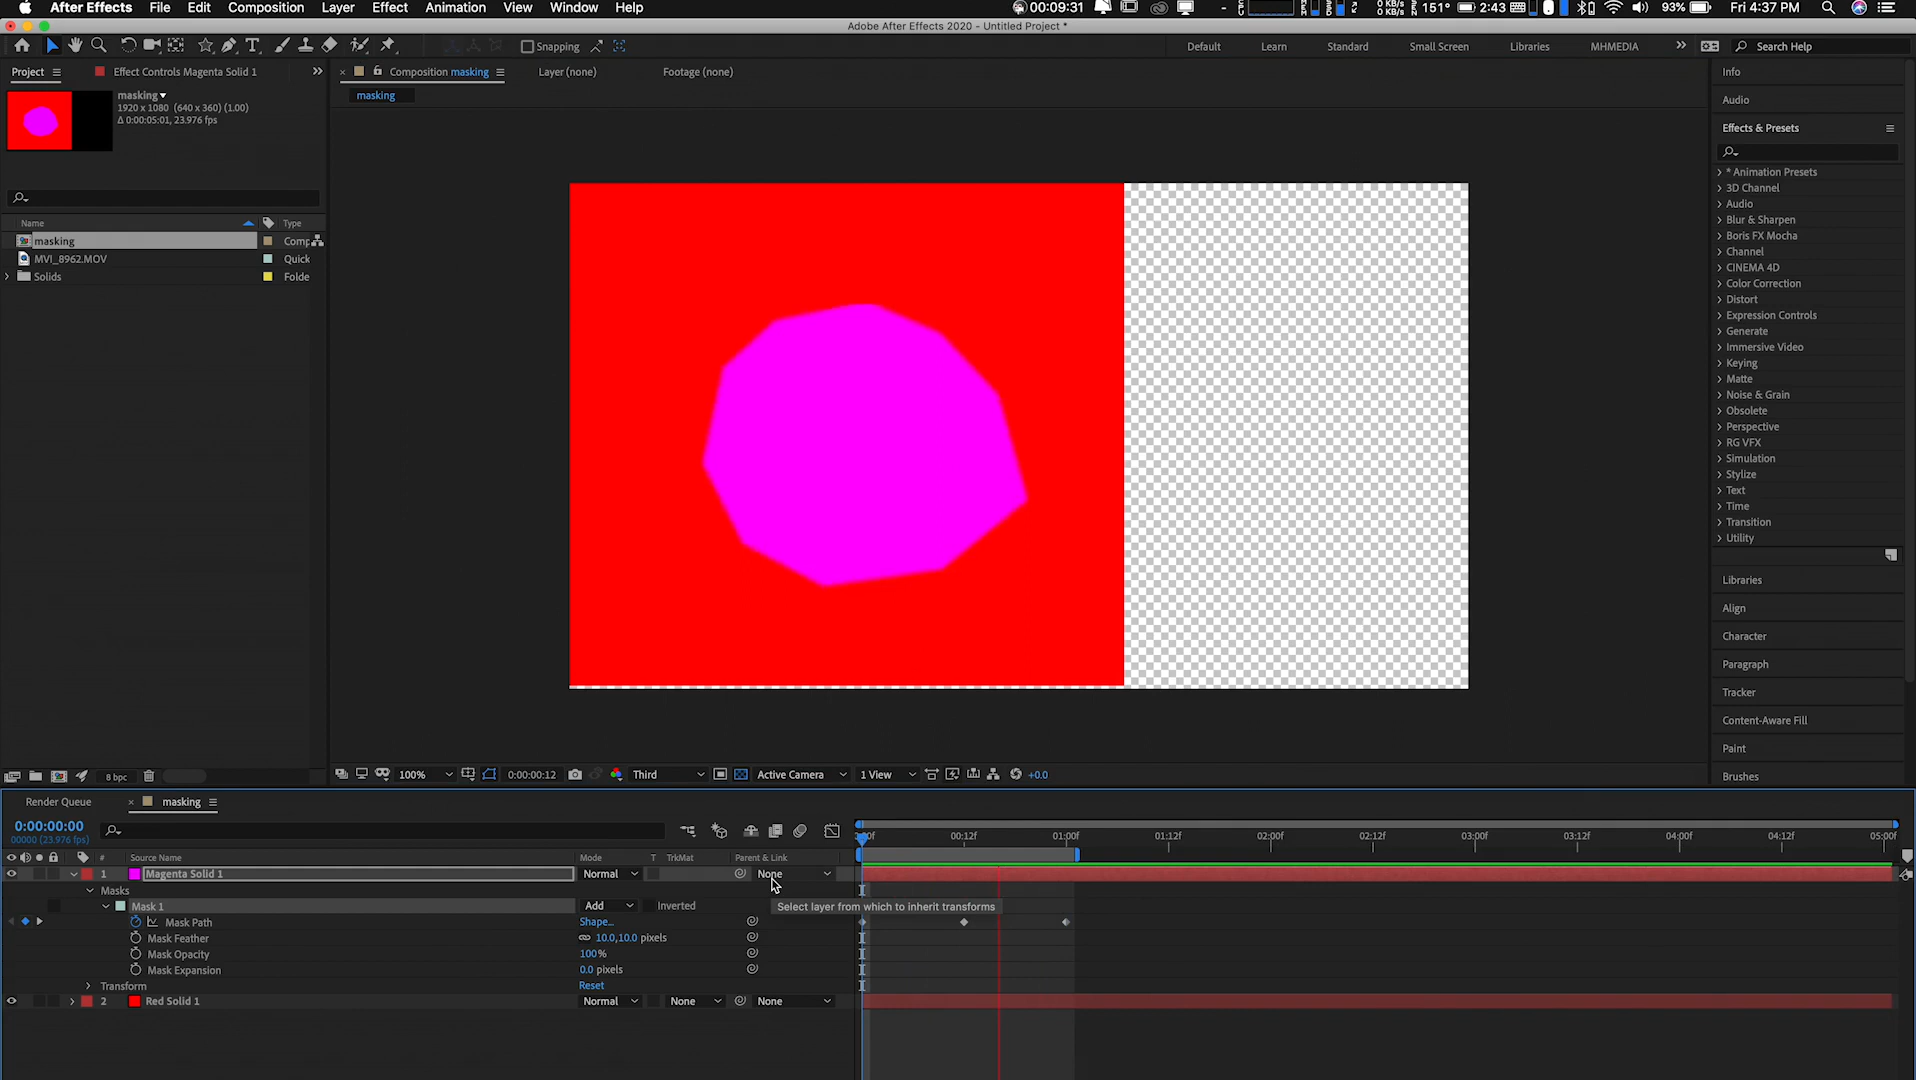 After Effects File Edit Composition Layer Effect Animation View Window Help 00:09:31 0 KB/s 0 KB/s 151° 2:43 93% Fri 4:37 PM
Adobe After Effects 2020 - Untitled Project *
Snapping Default Learn Standard Small Screen Libraries MHMEDIA Search Help
Project Effect Controls Magenta Solid 1 Composition masking Layer (none) Footage (none) Info
masking masking Audio
1920 x 1080 (640 x 360) (1.00)
Δ 0:00:05:01, 23.976 fps
Effects & Presets
* Animation Presets
3D Channel
Audio
Blur & Sharpen
Boris FX Mocha
Channel
CINEMA 4D
Color Correction
Distort
Expression Controls
Generate
Immersive Video
Keying
Matte
Noise & Grain
Obsolete
Perspective
RG VFX
Simulation
Stylize
Text
Time
Transition
Utility
Libraries
Align
Character
Paragraph
Tracker
Content-Aware Fill
Paint
Brushes
Name Type
masking Comp
MVI_8962.MOV Quick
Solids Folde
8 bpc 100% 0:00:00:12 Third Active Camera 1 View +0.0
Render Queue masking
0:00:00:00
00000 (23.976 fps)
:00f 00:12f 01:00f 01:12f 02:00f 02:12f 03:00f 03:12f 04:00f 04:12f 05:00f
# Source Name Mode T TrkMat Parent & Link
1 Magenta Solid 1 Normal None
Masks
Mask 1 Add Inverted Select layer from which to inherit transforms
Mask Path Shape...
Mask Feather 10.0,10.0 pixels
Mask Opacity 100%
Mask Expansion 0.0 pixels
Transform Reset
2 Red Solid 1 Normal None None